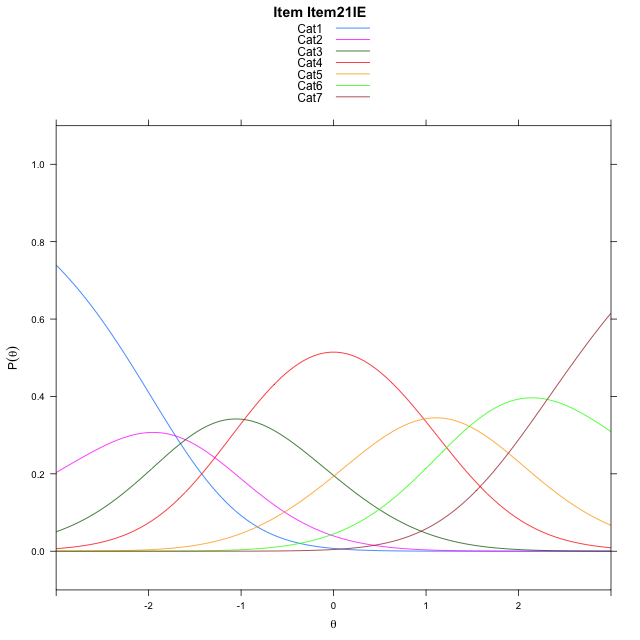 Item Item21IE
Cat1
Cat2
Cat3
Cat4
Cat5
Cat6
Cat7
1.0
0.8
0.6
0.4
0.2
0.0
P(θ)
-2
-1
0
1
2
θ